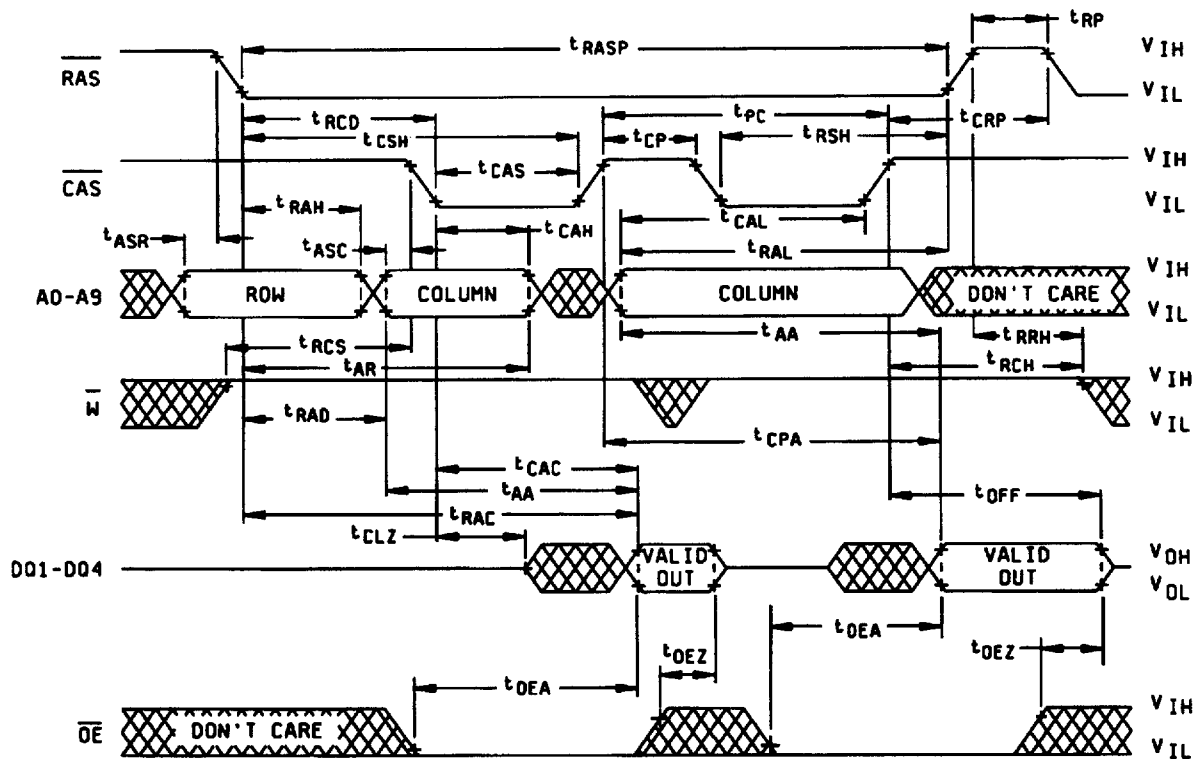 tRP
tRASP
VIH
RAS
VIL
tRCD
tPC
tCRP
tCSH
tCP
tRSH
VIH
CAS
tCAS
VIL
tRAH
tCAL
tASR
tASC
tCAH
tRAL
VIH
A0-A9
ROW
COLUMN
COLUMN
DON'T CARE
VIL
tAA
tRCS
tRRH
tAR
tRCH
VIH
W
VIL
tRAD
tCPA
tCAC
tAA
tOFF
tRAC
tCLZ
VOH
DQ1-DQ4
VALID OUT
VALID OUT
VOL
tOEA
tOEZ
tOEZ
tOEA
VIH
OE
DON'T CARE
VIL